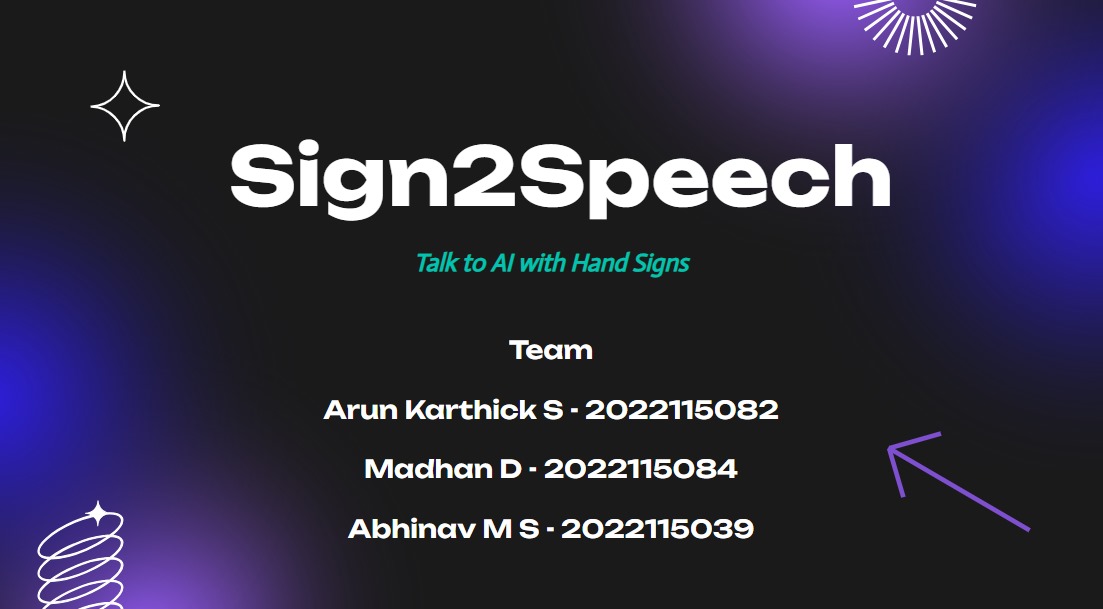 Sign2Speech
Talk to AI with Hand Signs
Team
Arun Karthick S - 2022115082
Madhan D - 2022115084
Abhinav M S - 2022115039